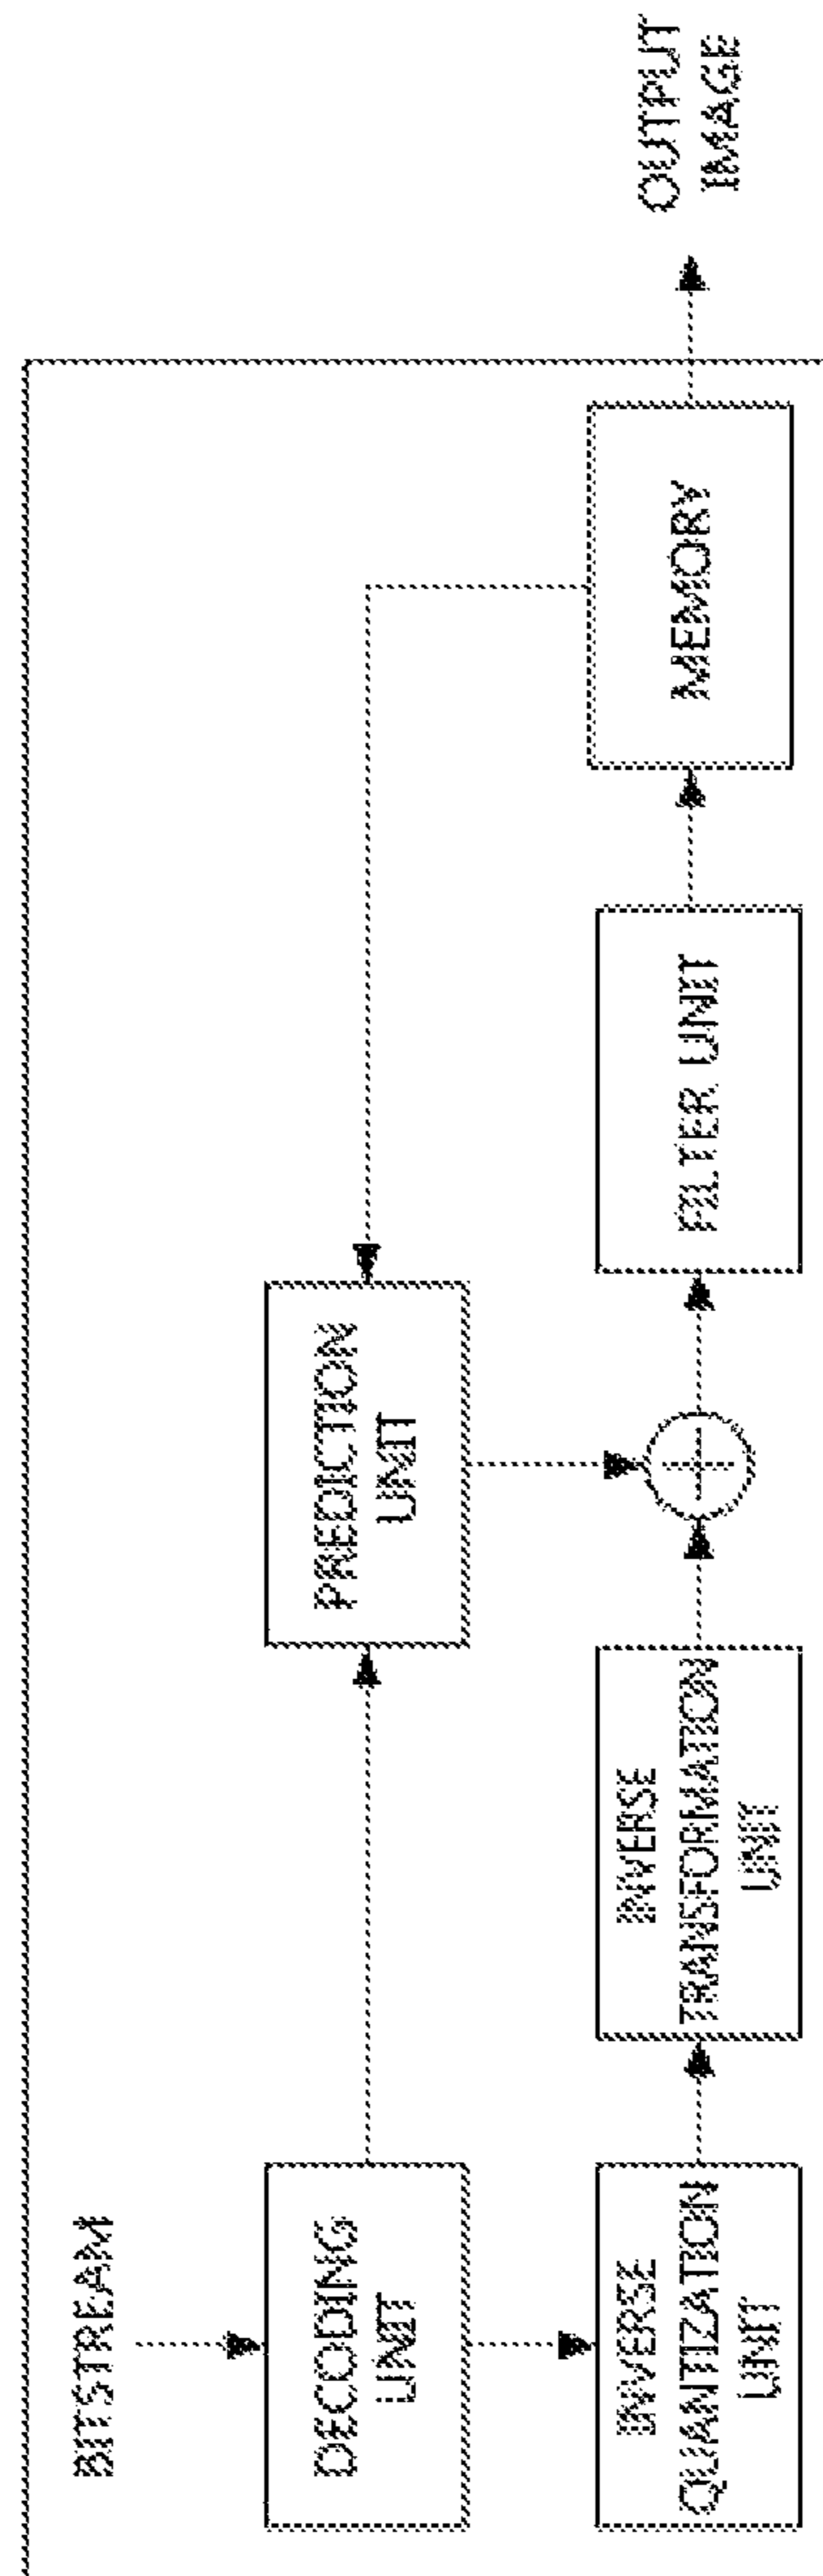 BITSTREAM
DECODING
UNIT
PREDICTION
UNIT
INVERSE
QUANTIZATION
UNIT
INVERSE
TRANSFORMATION
UNIT
FILTER UNIT
MEMORY
OUTPUT
IMAGE